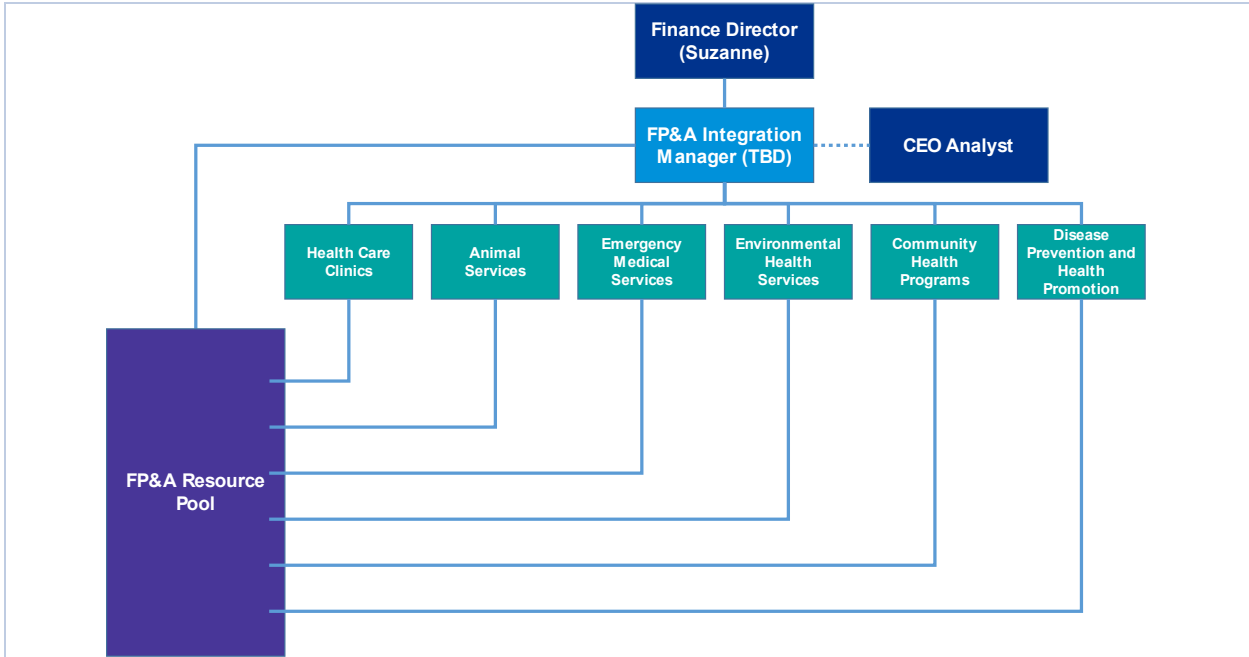 Finance Director
(Suzanne)
FP&A Integration
Manager (TBD)
CEO Analyst
Health Care
Clinics
Animal
Services
Emergency
Medical
Services
Environmental
Health
Services
Community
Health
Programs
Disease
Prevention and
Health
Promotion
FP&A Resource
Pool